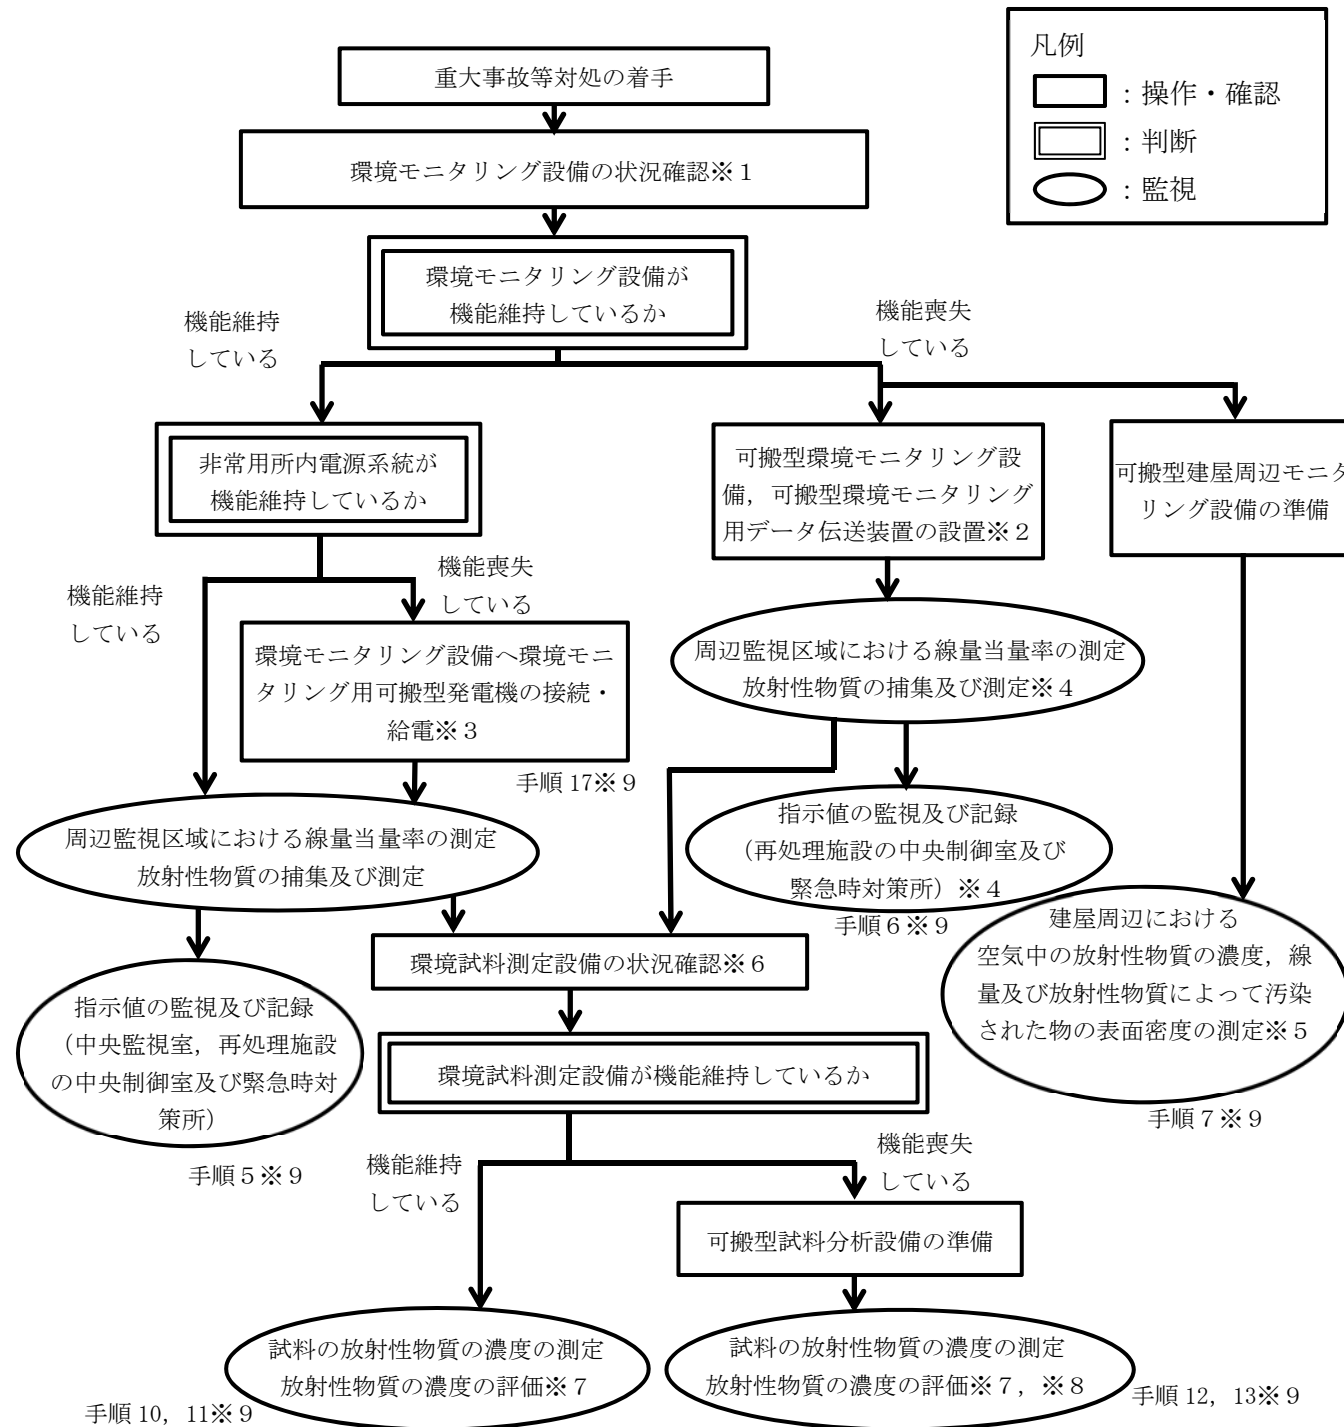 凡例
：操作・確認
：判断
：監視
重大事故等対処の着手
環境モニタリング設備の状況確認※１
環境モニタリング設備が
機能維持しているか
機能維持
している
機能喪失
している
非常用所内電源系統が
機能維持しているか
可搬型環境モニタリング設
備，可搬型環境モニタリング
用データ伝送装置の設置※２
可搬型建屋周辺モニタ
リング設備の準備
機能維持
している
機能喪失
している
環境モニタリング設備へ環境モニ
タリング用可搬型発電機の接続・
給電※３
手順 17※９
周辺監視区域における線量当量率の測定
放射性物質の捕集及び測定※４
周辺監視区域における線量当量率の測定
放射性物質の捕集及び測定
指示値の監視及び記録
（再処理施設の中央制御室及び
緊急時対策所）※４
手順６※９
建屋周辺における
空気中の放射性物質の濃度，線
量及び放射性物質によって汚染
された物の表面密度の測定※５
手順７※９
環境試料測定設備の状況確認※６
指示値の監視及び記録
（中央監視室，再処理施設
の中央制御室及び緊急時対
策所）
手順５※９
環境試料測定設備が機能維持しているか
機能維持
している
機能喪失
している
可搬型試料分析設備の準備
試料の放射性物質の濃度の測定
放射性物質の濃度の評価※７
手順 10，11※９
試料の放射性物質の濃度の測定
放射性物質の濃度の評価※７，※８
手順 12，13※９